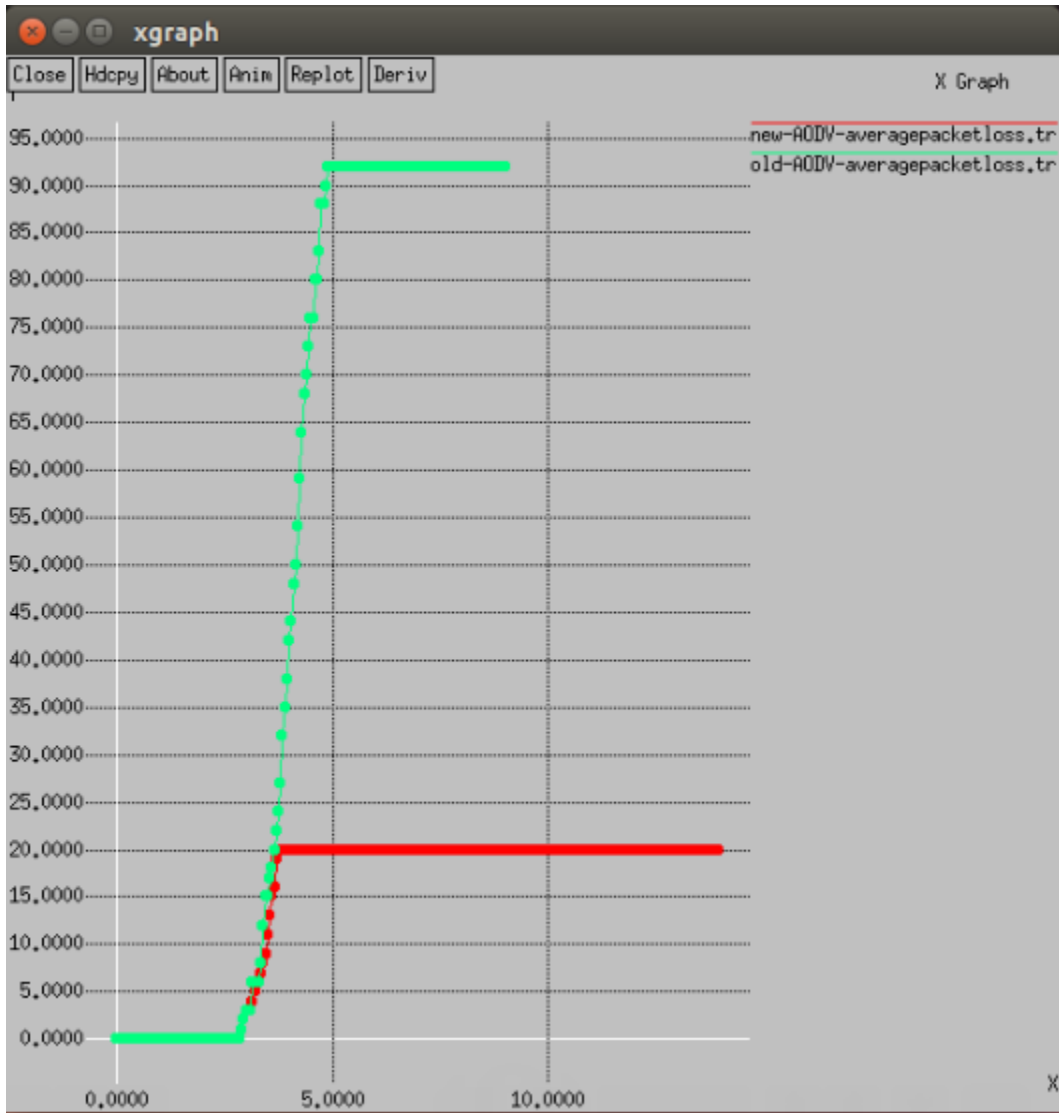 xgraph
Close Hdcpy About Anim Replot Deriv
X Graph
new-AODV-averagepacketloss.tr
old-AODV-averagepacketloss.tr
95.0000
90.0000
85.0000
80.0000
75.0000
70.0000
65.0000
60.0000
55.0000
50.0000
45.0000
40.0000
35.0000
30.0000
25.0000
20.0000
15.0000
10.0000
5.0000
0.0000
X
0.0000 5.0000 10.0000